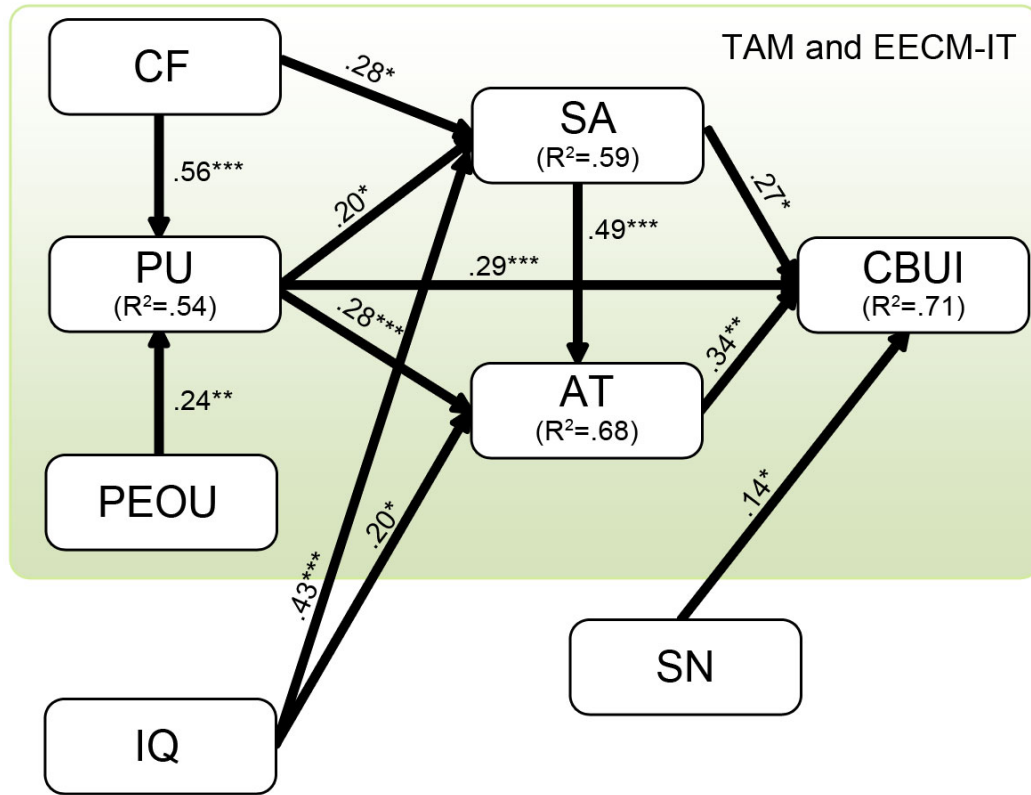 TAM and EECM-IT
CF
.28*
SA
(R²=.59)
.56***
.20*
.27*
.49***
PU
(R²=.54)
.29***
CBUI
(R²=.71)
.28***
.34**
AT
(R²=.68)
.24**
PEOU
.20*
.14*
.43***
SN
IQ